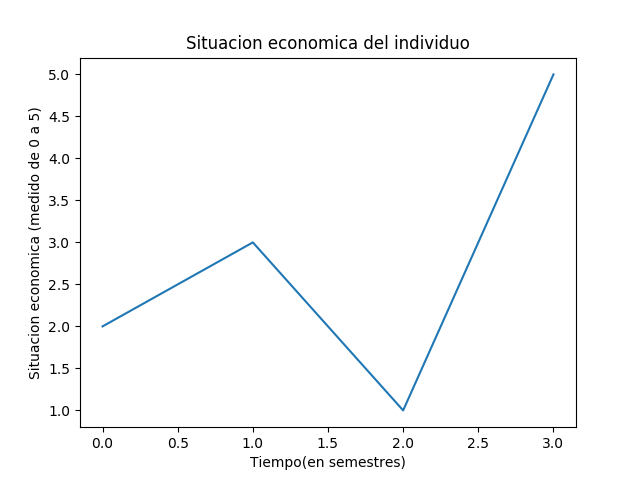 Situacion economica del individuo
Situacion economica (medido de 0 a 5)
5.0
4.5
4.0
3.5
3.0
2.5
2.0
1.5
1.0
0.0 0.5 1.0 1.5 2.0 2.5 3.0
Tiempo(en semestres)